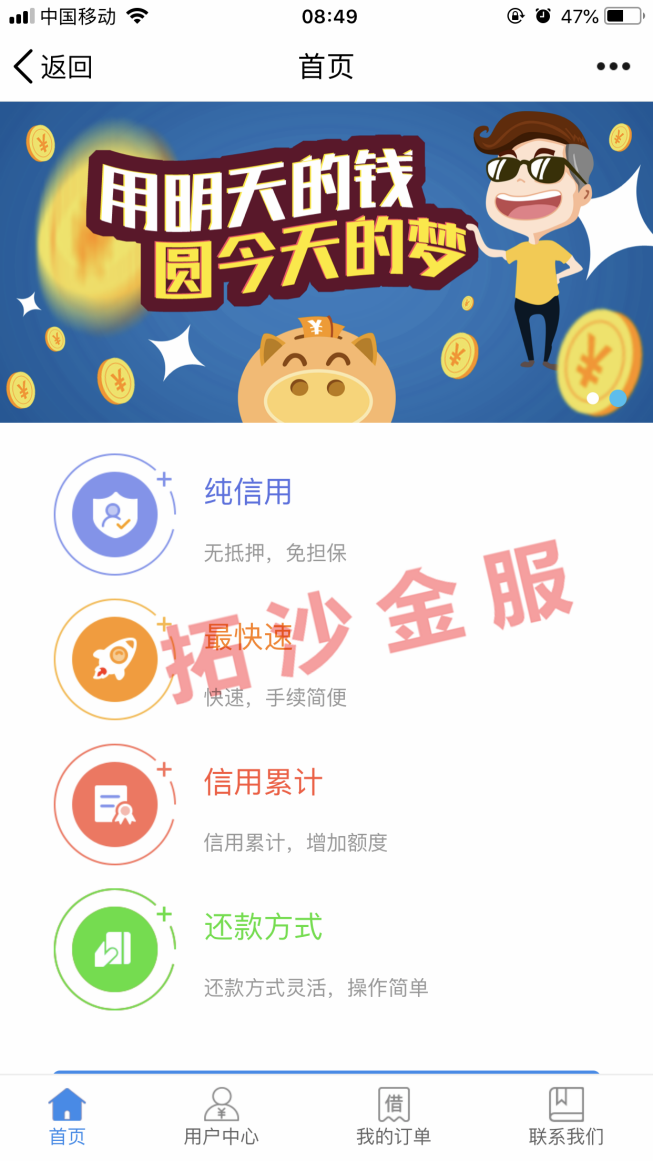 中国移动 08:49 47%
返回 首页
用明天的钱
圆今天的梦
纯信用
无抵押，免担保
最快速
快速，手续简便
拓沙金服
信用累计
信用累计，增加额度
还款方式
还款方式灵活，操作简单
借
首页 用户中心 我的订单 联系我们